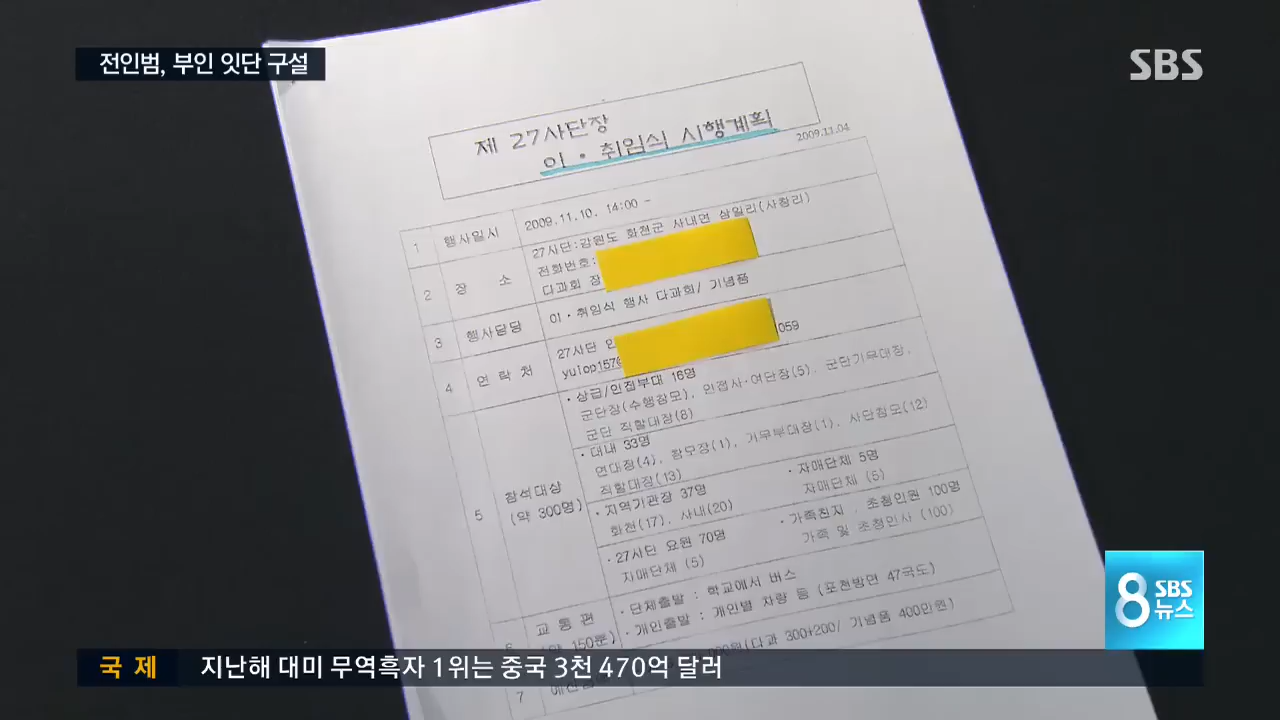 전인범, 부인 잇단 구설
SBS
제 27사단장
이·취임식 시행계획
2009.11.04
1 행사일시 2009.11.10. 14:00 -
2 장 소 27사단:강원도 화천군 사내면 삼일리(사창리)
전화번호:
다과회 장
3 행사담당 이·취임식 행사 다과회/ 기념품
4 연 락 처 27사단 인 1059
yulop157@
5 참석대상
(약 300명)
·상급/인접부대 16명
군단장(수행참모), 인접사·여단장(5), 군단기무대장,
군단 직할대장(8)
·대내 33명
연대장(4), 참모장(1), 기무부대장(1), 사단참모(12)
직할대장(13)
·지역기관장 37명 ·자매단체 5명
화천(17), 사내(20) 자매단체 (5)
·27사단 요원 70명 ·가족친지, 초청인원 100명
자매단체 (5) 가족 및 초청인사 (100)
6 교 통 편
(약 150분)
·단체출발 : 학교에서 버스
·개인출발 : 개인별 차량 등 (포천방면 47국도)
7 000원(다과 300+200/ 기념품 400만원)
8 SBS 뉴스
국 제 지난해 대미 무역흑자 1위는 중국 3천 470억 달러